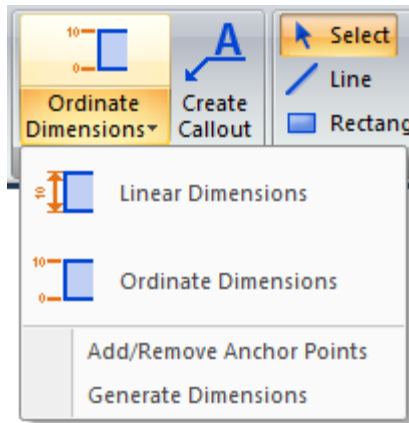 10
0
Ordinate
Dimensions
A
Create
Callout
Select
Line
Rectang
10
Linear Dimensions
10
0
Ordinate Dimensions
Add/Remove Anchor Points
Generate Dimensions